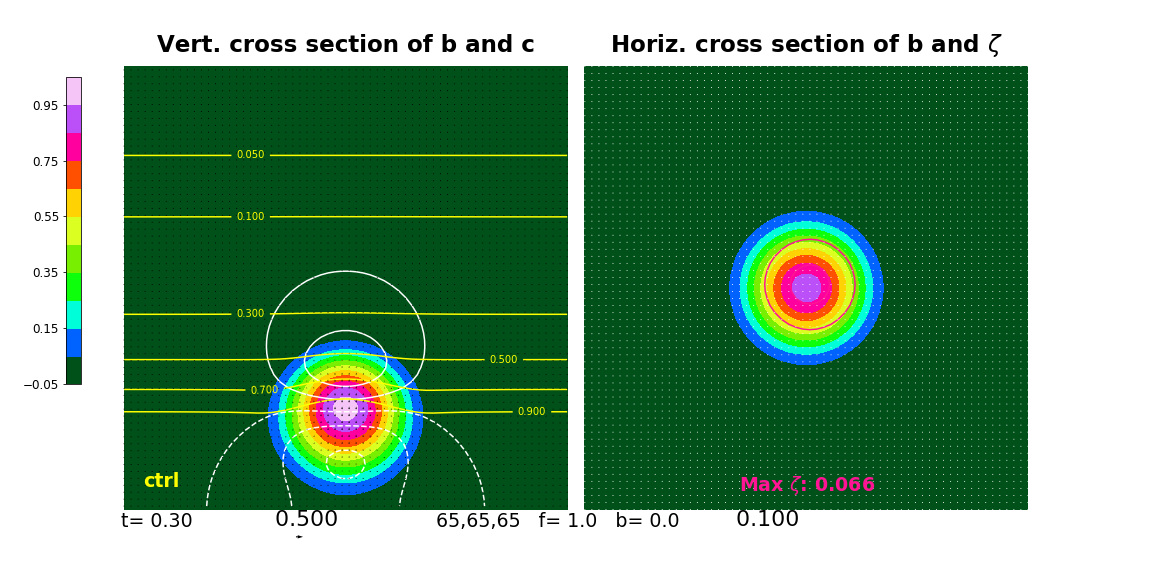 Vert. cross section of b and c
Horiz. cross section of b and ζ
0.95
0.75
0.55
0.35
0.15
−0.05
0.050
0.100
0.300
0.500
0.700
0.900
ctrl
Max ζ: 0.066
t= 0.30
0.500
65,65,65 f= 1.0 b= 0.0
0.100